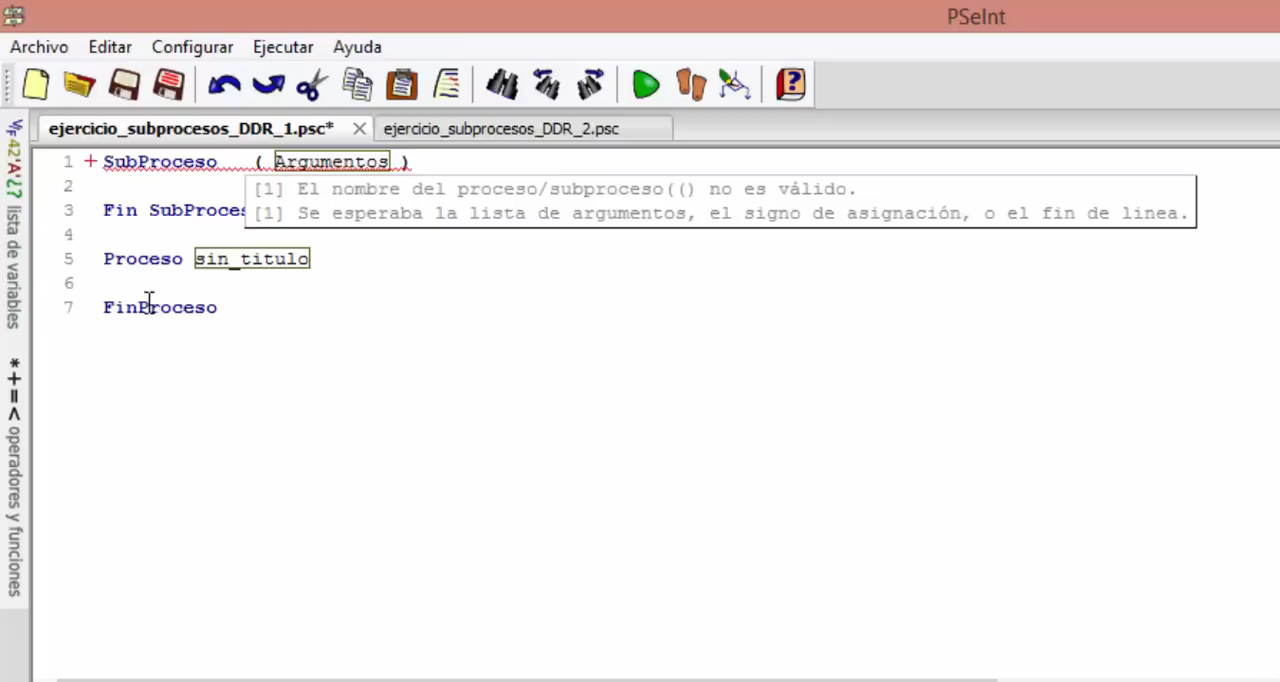 PSeInt
Archivo Editar Configurar Ejecutar Ayuda
ejercicio_subprocesos_DDR_1.psc* ejercicio_subprocesos_DDR_2.psc
1 SubProceso ( Argumentos )
[1] El nombre del proceso/subproceso(() no es válido.
[1] Se esperaba la lista de argumentos, el signo de asignación, o el fin de linea.
2
3 Fin SubProces
4
5 Proceso sin_titulo
6
7 FinProceso
42 'A' ¿? lista de variables
*+=< operadores y funciones